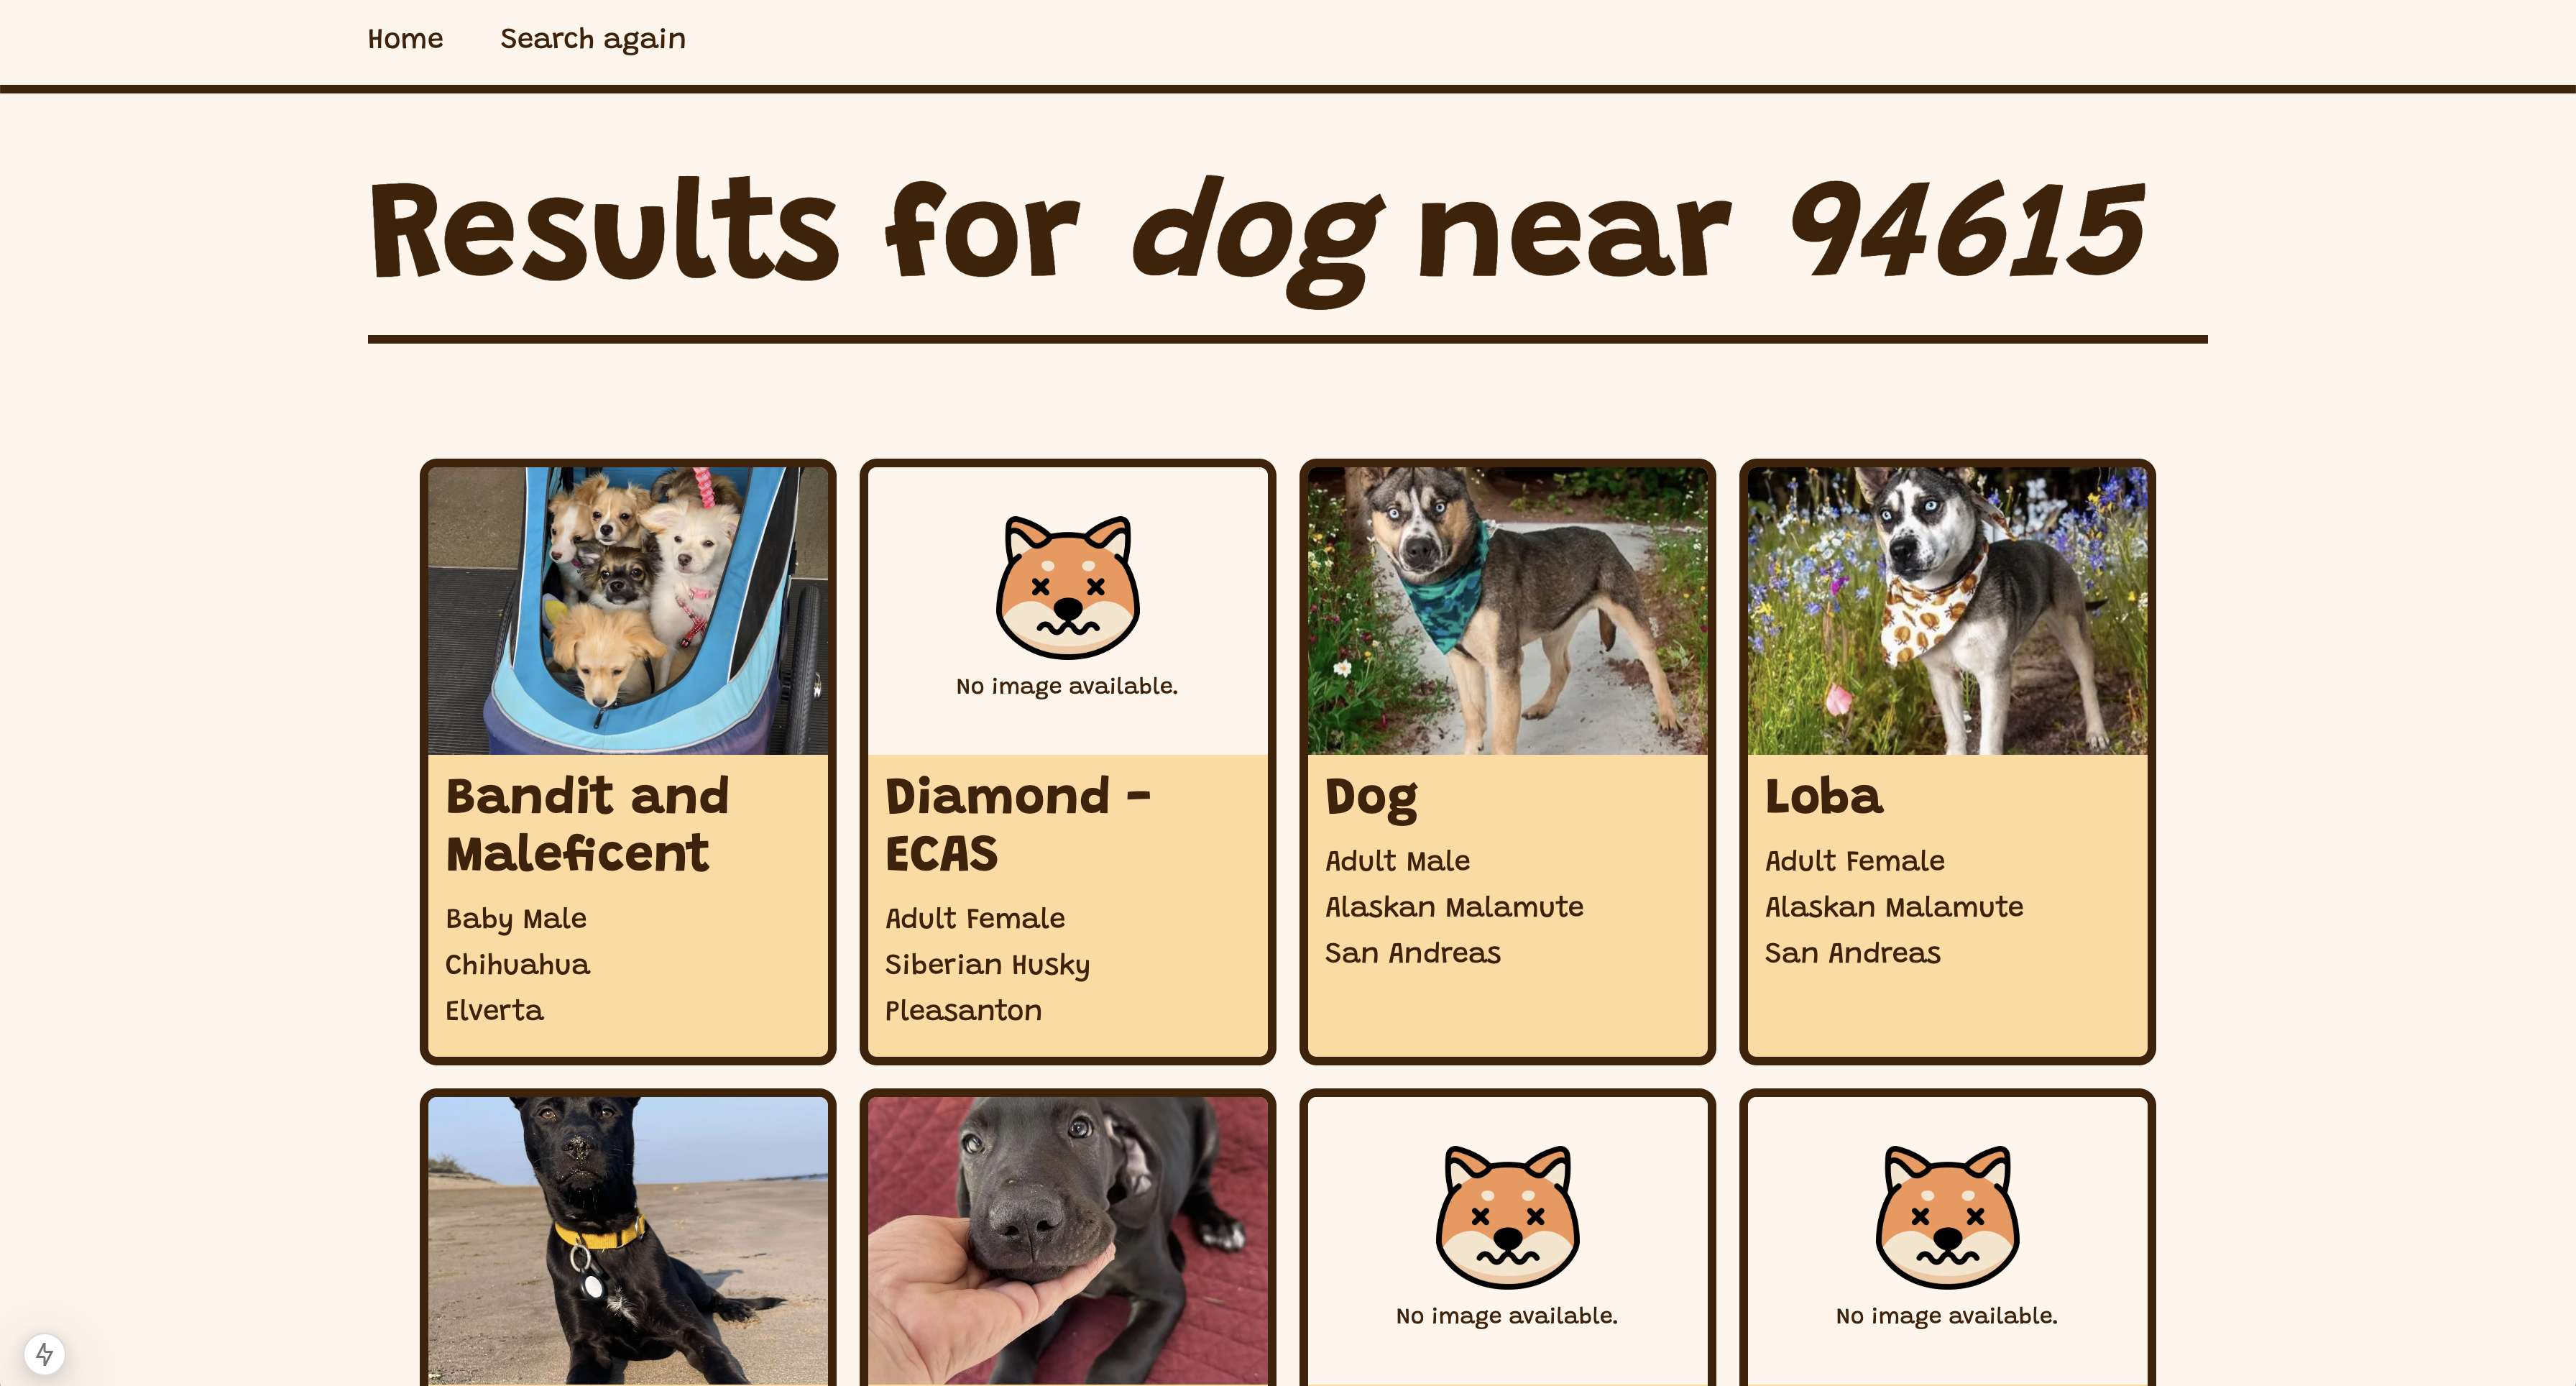 Home
Search again
Results for dog near 94615
No image available.
Bandit and
Maleficent
Baby Male
Chihuahua
Elverta
Diamond -
ECAS
Adult Female
Siberian Husky
Pleasanton
Dog
Adult Male
Alaskan Malamute
San Andreas
Loba
Adult Female
Alaskan Malamute
San Andreas
No image available.
No image available.